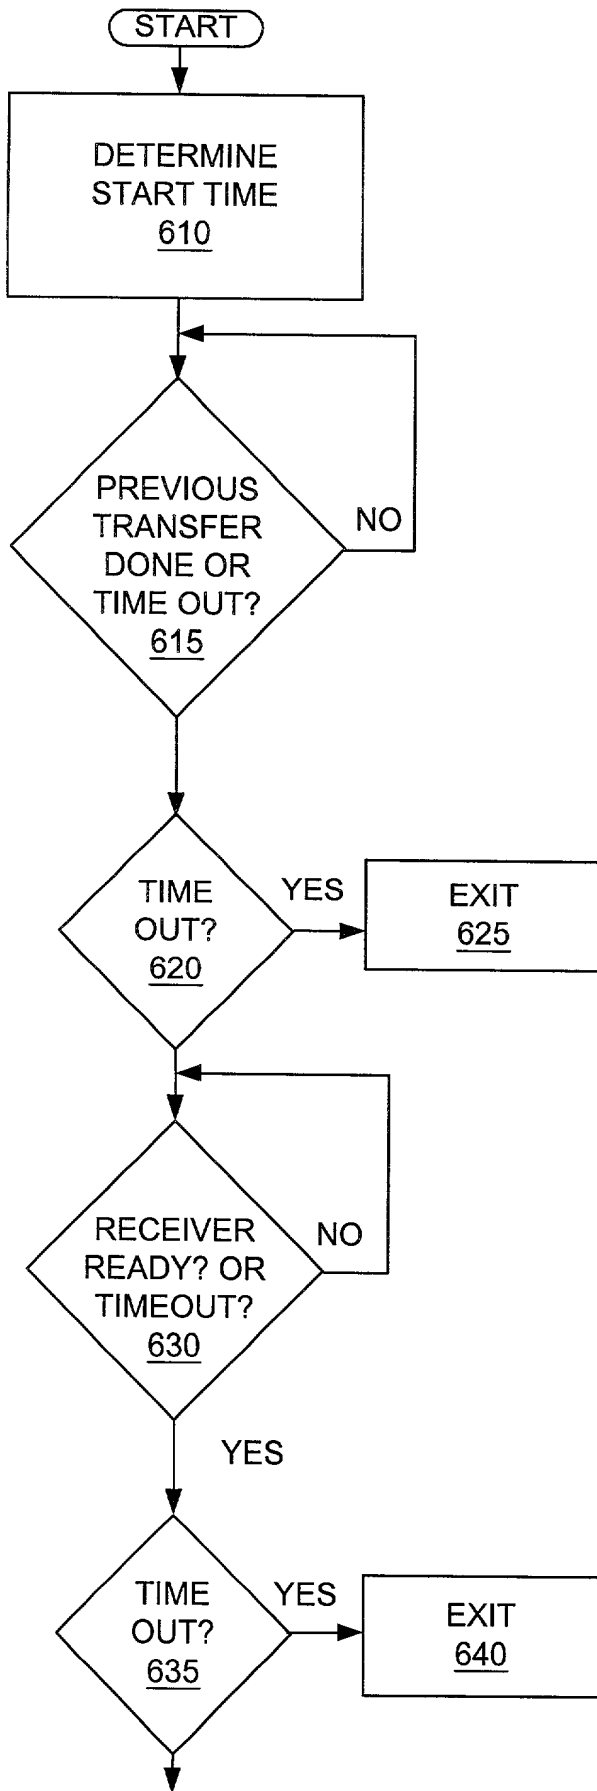 START
DETERMINE
START TIME
610
PREVIOUS
TRANSFER
DONE OR
TIME OUT?
615
NO
TIME
OUT?
620
YES
EXIT
625
RECEIVER
READY? OR
TIMEOUT?
630
NO
YES
TIME
OUT?
635
YES
EXIT
640